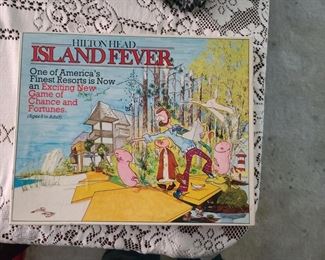 HILTON HEAD
ISLAND FEVER
One of America's
Finest Resorts is Now
an Exciting New
Game of
Chance and
Fortunes.
(Ages 8 to Adult)